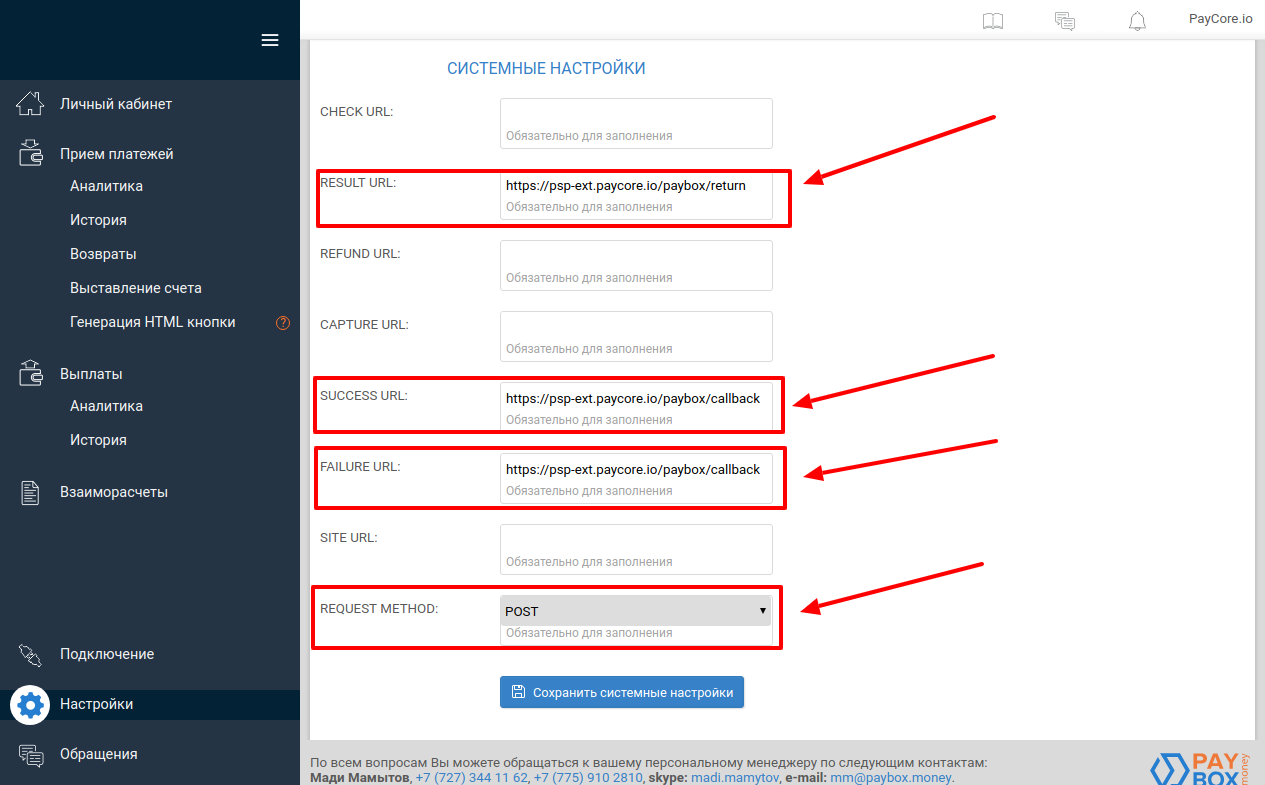 PayCore.io
Личный кабинет
Прием платежей
Аналитика
История
Возвраты
Выставление счета
Генерация HTML кнопки ?
Выплаты
Аналитика
История
Взаиморасчеты
Подключение
Настройки
Обращения
СИСТЕМНЫЕ НАСТРОЙКИ
CHECK URL:
Обязательно для заполнения
RESULT URL: https://psp-ext.paycore.io/paybox/return
Обязательно для заполнения
REFUND URL:
Обязательно для заполнения
CAPTURE URL:
Обязательно для заполнения
SUCCESS URL: https://psp-ext.paycore.io/paybox/callback
Обязательно для заполнения
FAILURE URL: https://psp-ext.paycore.io/paybox/callback
Обязательно для заполнения
SITE URL:
Обязательно для заполнения
REQUEST METHOD: POST
Обязательно для заполнения
Сохранить системные настройки
По всем вопросам Вы можете обращаться к вашему персональному менеджеру по следующим контактам:
Мади Мамытов, +7 (727) 344 11 62, +7 (775) 910 2810, skype: madi.mamytov, e-mail: mm@paybox.money.
PAY
BOX
money